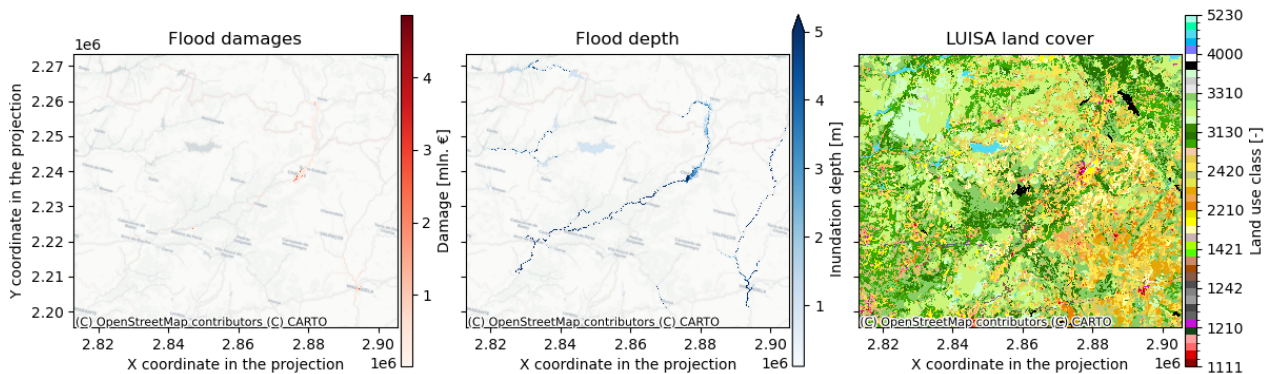 Flood damages
1e6
2.27
2.26
2.25
2.24
2.23
2.22
2.21
2.20
Y coordinate in the projection
(C) OpenStreetMap contributors (C) CARTO
2.82
2.84
2.86
2.88
2.90
1e6
X coordinate in the projection
4
3
2
1
Damage [mln. €]
Flood depth
(C) OpenStreetMap contributors (C) CARTO
2.82
2.84
2.86
2.88
2.90
1e6
X coordinate in the projection
5
4
3
2
1
Inundation depth [m]
LUISA land cover
(C) OpenStreetMap contributors (C) CARTO
2.82
2.84
2.86
2.88
2.90
1e6
X coordinate in the projection
5230
4000
3310
3130
2420
2210
1421
1242
1210
1111
Land use class [-]